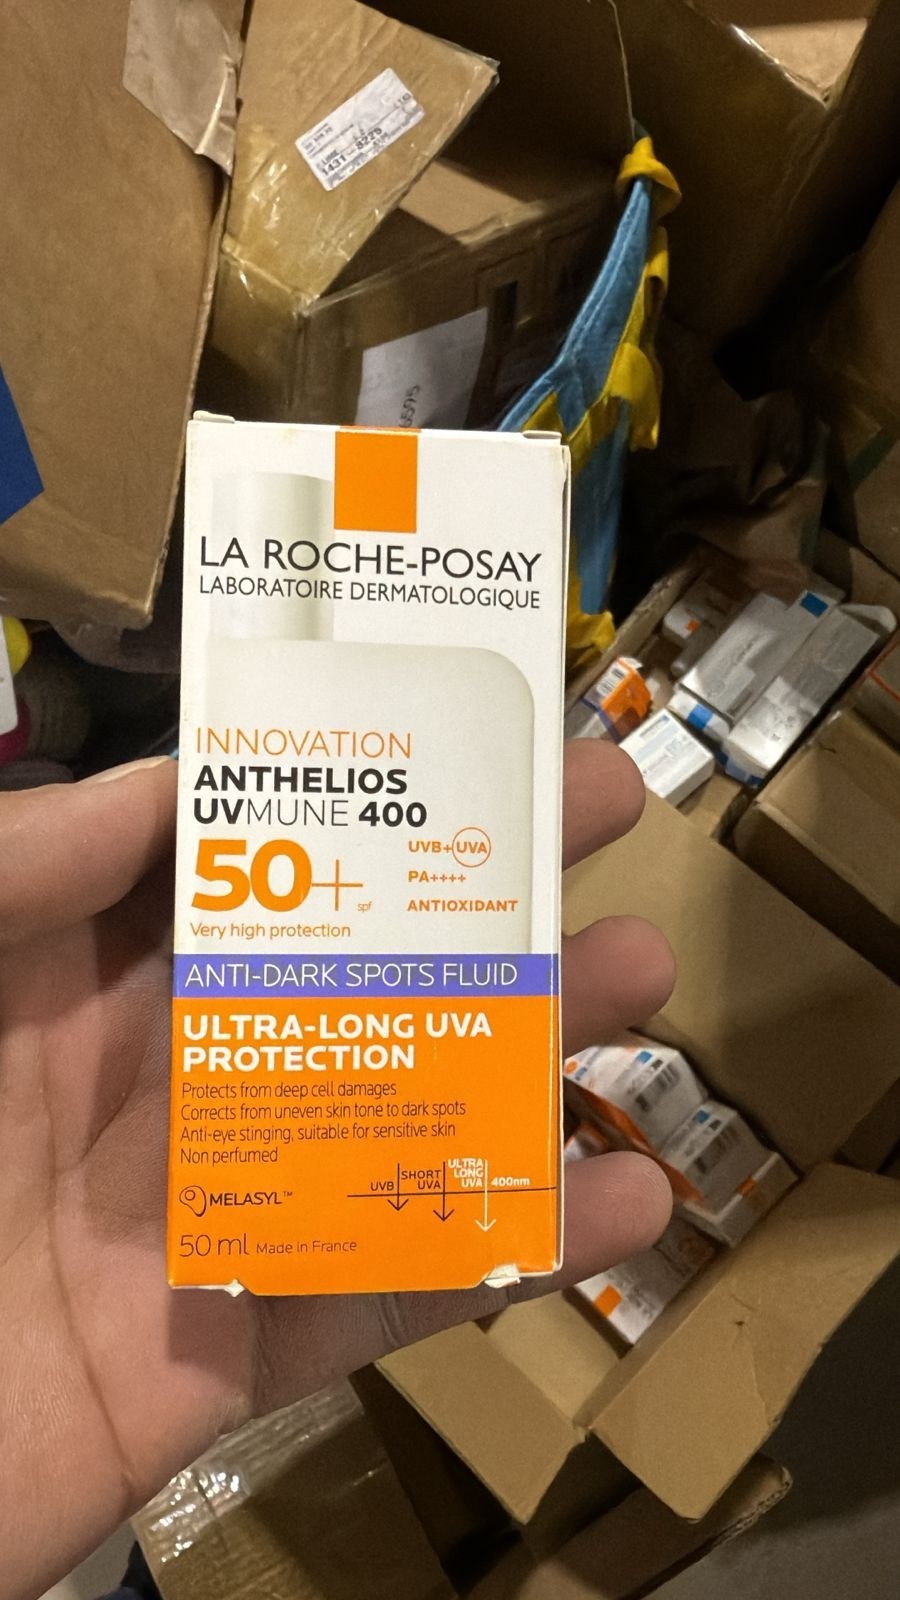 1431
8225
LA ROCHE-POSAY
LABORATOIRE DERMATOLOGIQUE
INNOVATION
ANTHELIOS
UVMUNE 400
50+ spf
UVB+UVA
PA++++
ANTIOXIDANT
Very high protection
ANTI-DARK SPOTS FLUID
ULTRA-LONG UVA
PROTECTION
Protects from deep cell damages
Corrects from uneven skin tone to dark spots
Anti-eye stinging, suitable for sensitive skin
Non perfumed
MELASYL™
UVB
SHORT
UVA
ULTRA
LONG
UVA
400nm
50 ml Made in France